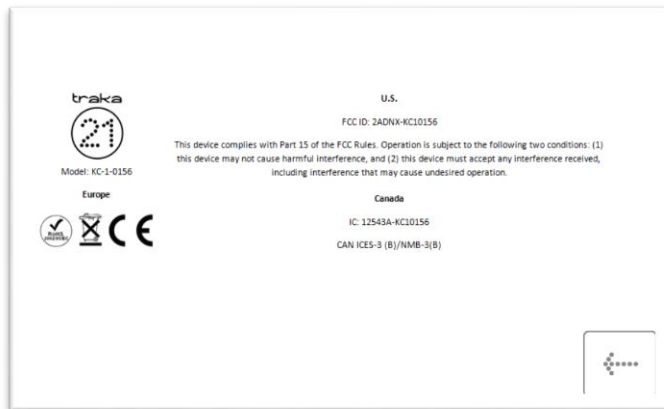 traka
21
Model: KC-1-0156
Europe
CE
U.S.
FCC ID: 2ADNX-KC10156
This device complies with Part 15 of the FCC Rules. Operation is subject to the following two conditions: (1)
this device may not cause harmful interference, and (2) this device must accept any interference received,
including interference that may cause undesired operation.
Canada
IC: 12543A-KC10156
CAN ICES-3 (B)/NMB-3(B)